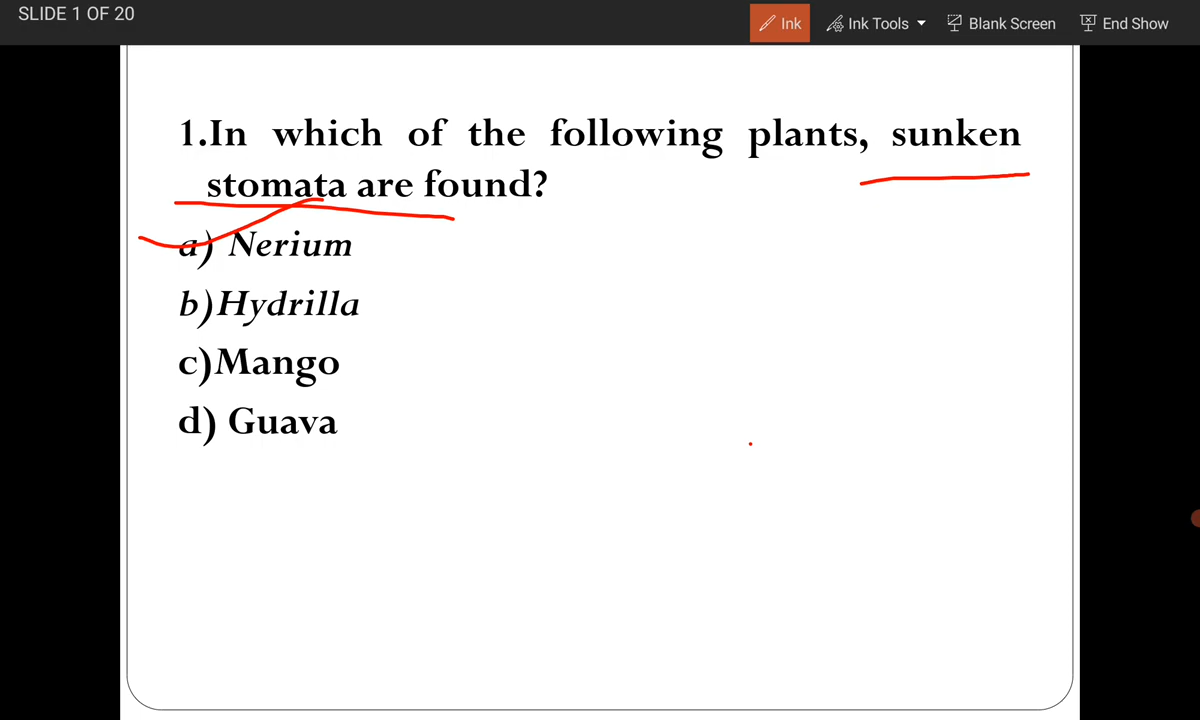 SLIDE 1 OF 20
Ink Ink Tools Blank Screen End Show
1.In which of the following plants, sunken
stomata are found?
a) Nerium
b)Hydrilla
c)Mango
d) Guava